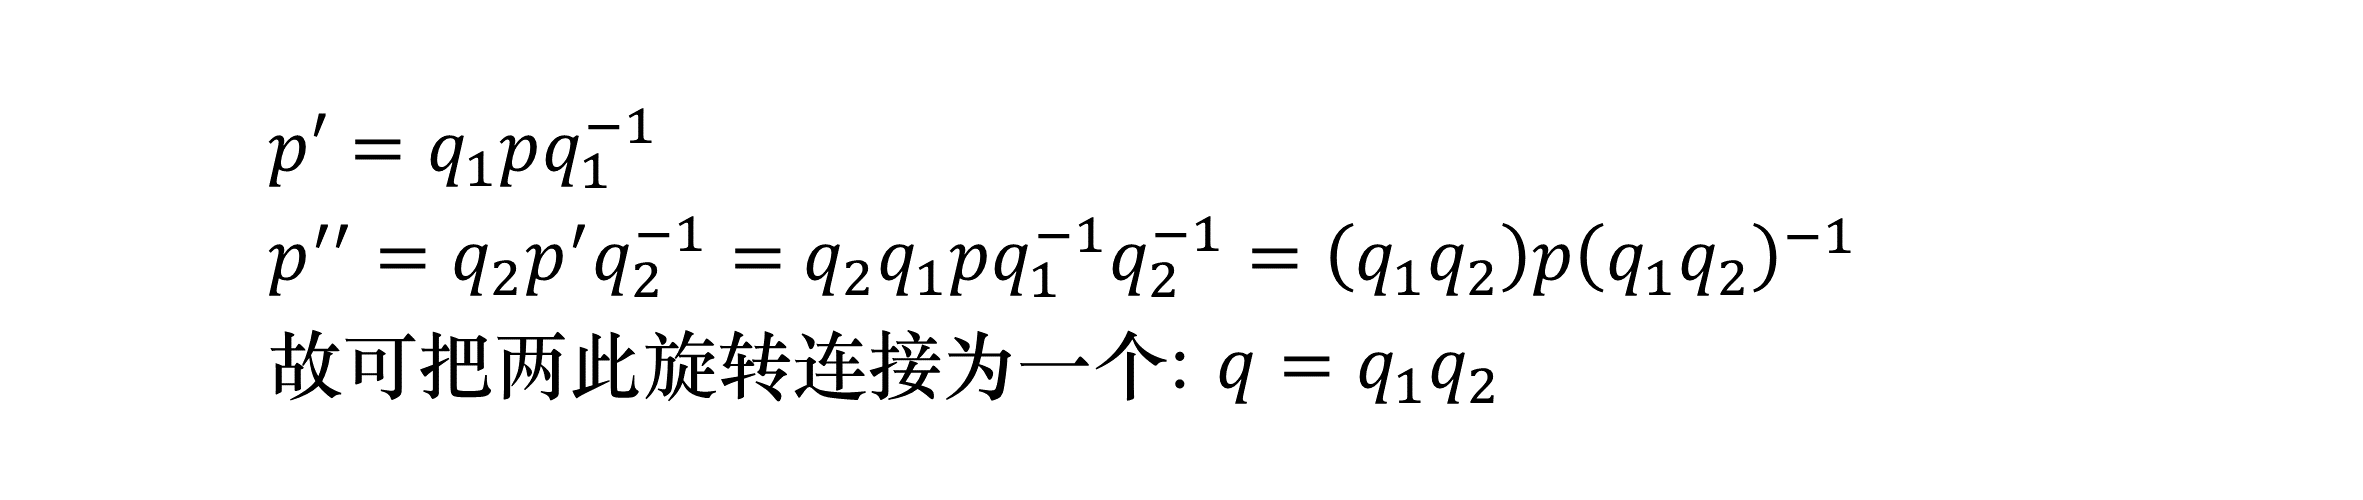 p′ = q₁pq₁⁻¹
p′′ = q₂p′q₂⁻¹ = q₂q₁pq₁⁻¹q₂⁻¹ = (q₁q₂)p(q₁q₂)⁻¹
故可把两此旋转连接为一个: q = q₁q₂